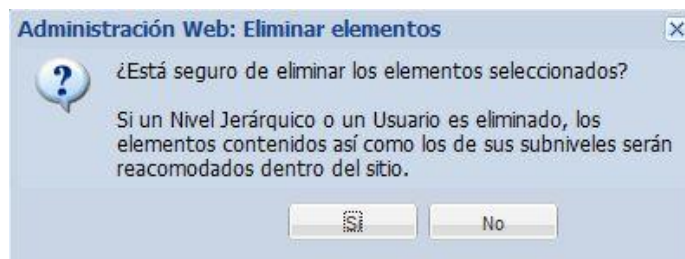 Administración Web: Eliminar elementos
¿Está seguro de eliminar los elementos seleccionados?
Si un Nivel Jerárquico o un Usuario es eliminado, los
elementos contenidos así como los de sus subniveles serán
reacomodados dentro del sitio.
Si No